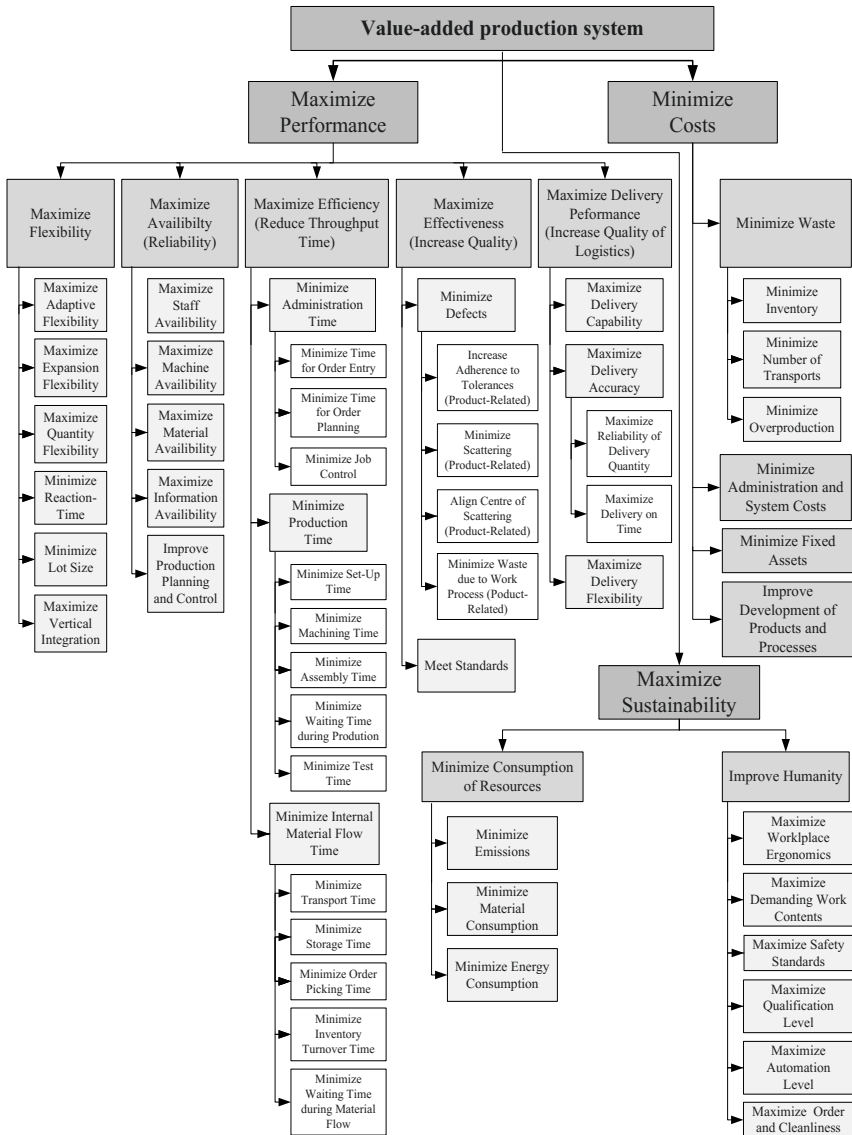 Value-added production system
Maximize
Performance
Minimize
Costs
Maximize
Flexibility
Maximize
Availibilty
(Reliability)
Maximize Efficiency
(Reduce Throughput
Time)
Maximize
Effectiveness
(Increase Quality)
Maximize Delivery
Peformance
(Increase Quality of
Logistics)
Minimize Waste
Maximize
Adaptive
Flexibility
Maximize
Expansion
Flexibility
Maximize
Quantity
Flexibility
Minimize
Reaction-
Time
Minimize
Lot Size
Maximize
Vertical
Integration
Maximize
Staff
Availibility
Maximize
Machine
Availability
Maximize
Material
Availability
Maximize
Information
Availability
Improve
Production
Planning
and Control
Minimize
Administration
Time
Minimize Time
for Order Entry
Minimize Time
for Order
Planning
Minimize Job
Control
Minimize
Production
Time
Minimize Set-Up
Time
Minimize
Machining Time
Minimize
Assembly Time
Minimize
Waiting Time
during Prodution
Minimize Test
Time
Minimize Internal
Material Flow
Time
Minimize
Transport Time
Minimize
Storage Time
Minimize Order
Picking Time
Minimize
Inventory
Turnover Time
Minimize
Waiting Time
during Material
Flow
Minimize
Defects
Increase
Adherence to
Tolerances
(Product-Related)
Minimize
Scattering
(Product-Related)
Align Centre of
Scattering
(Product-Related)
Minimize Waste
due to Work
Process (Poduct-
Related)
Meet Standards
Maximize
Delivery
Capability
Maximize
Delivery
Accuracy
Maximize
Reliability of
Delivery
Quantity
Maximize
Delivery on
Time
Maximize
Delivery
Flexibility
Minimize
Inventory
Minimize
Number of
Transports
Minimize
Overproduction
Minimize
Administration and
System Costs
Minimize Fixed
Assets
Improve
Development of
Products and
Processes
Maximize
Sustainability
Minimize Consumption
of Resources
Minimize
Emissions
Minimize
Material
Consumption
Minimize Energy
Consumption
Improve Humanity
Maximize
Worklplace
Ergonomics
Maximize
Demanding Work
Contents
Maximize Safety
Standards
Maximize
Qualification
Level
Maximize
Automation
Level
Maximize Order
and Cleanliness